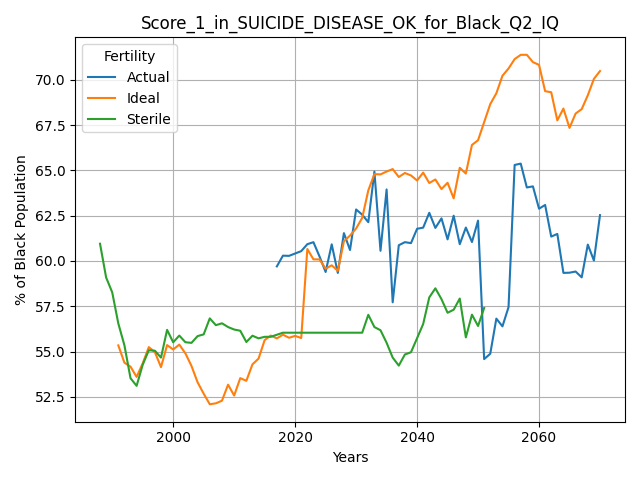 Score_1_in_SUICIDE_DISEASE_OK_for_Black_Q2_IQ
Fertility
Actual
Ideal
Sterile
% of Black Population
70.0
67.5
65.0
62.5
60.0
57.5
55.0
52.5
2000
2020
2040
2060
Years